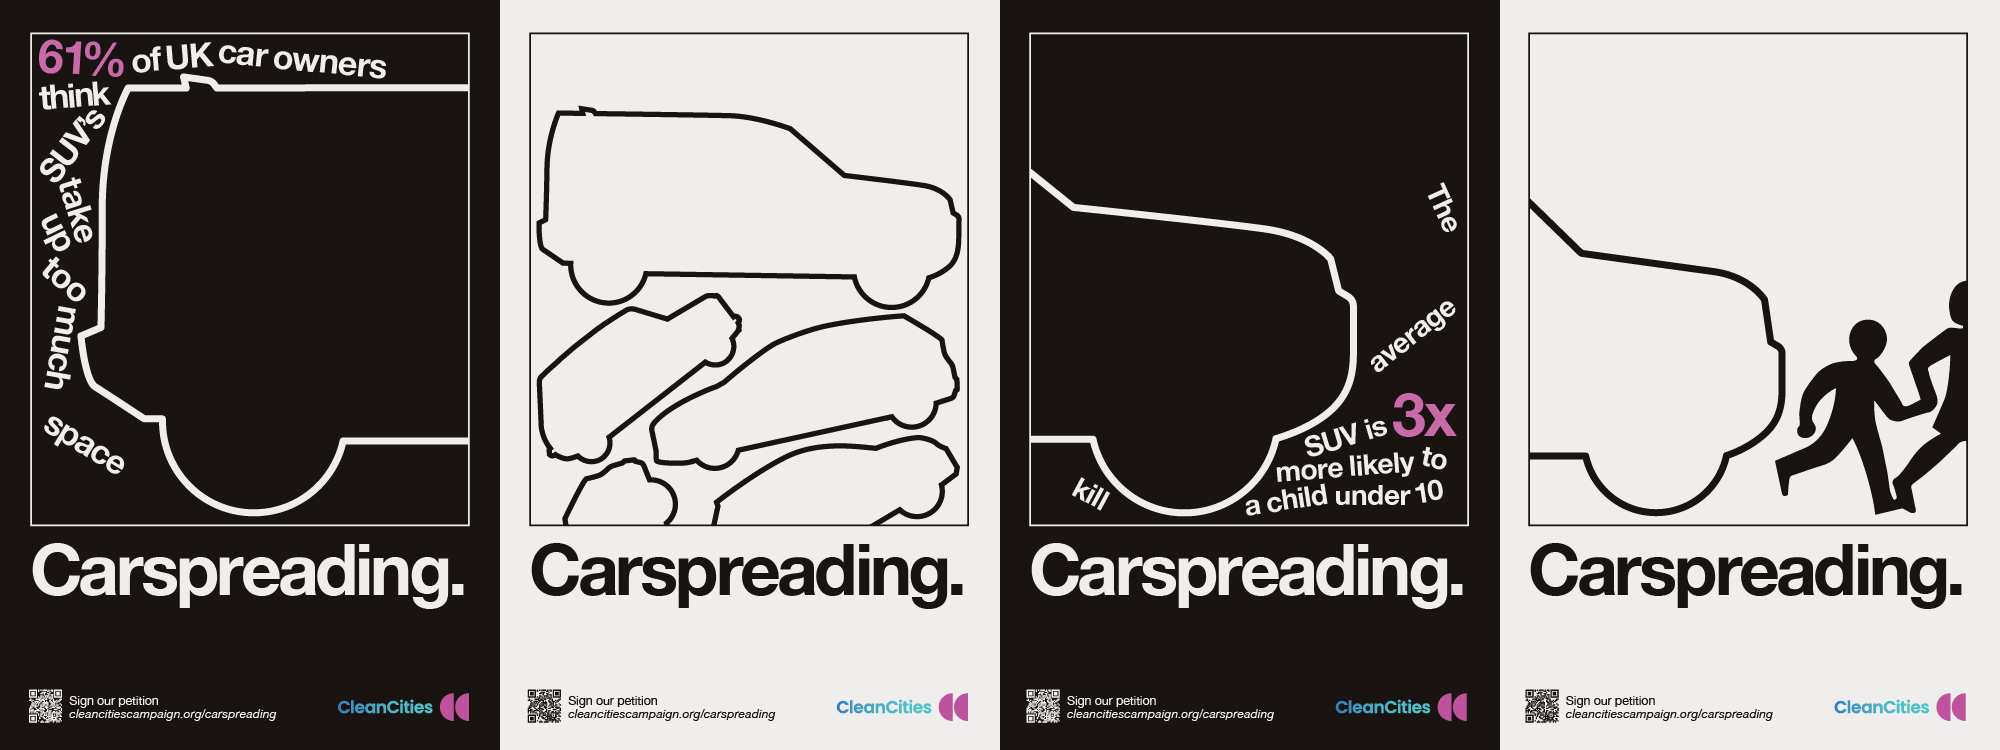 61% of UK car owners
think
SUV's
take
up
too
much
space
Carspreading.
Sign our petition
cleancitiescampaign.org/carspreading
CleanCities
Carspreading.
Sign our petition
cleancitiescampaign.org/carspreading
CleanCities
The
average
SUV is 3x
more likely to
kill
a child under 10
Carspreading.
Sign our petition
cleancitiescampaign.org/carspreading
CleanCities
Carspreading.
Sign our petition
cleancitiescampaign.org/carspreading
CleanCities